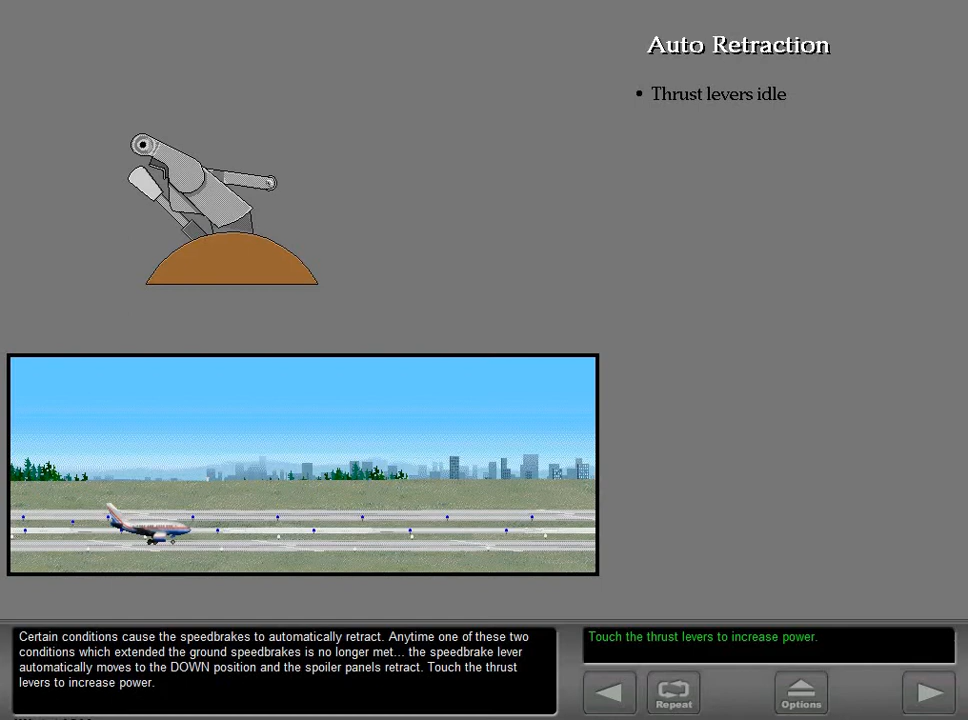 Auto Retraction
• Thrust levers idle
Certain conditions cause the speedbrakes to automatically retract. Anytime one of these two
conditions which extended the ground speedbrakes is no longer met... the speedbrake lever
automatically moves to the DOWN position and the spoiler panels retract. Touch the thrust
levers to increase power.
Touch the thrust levers to increase power.
Repeat
Options